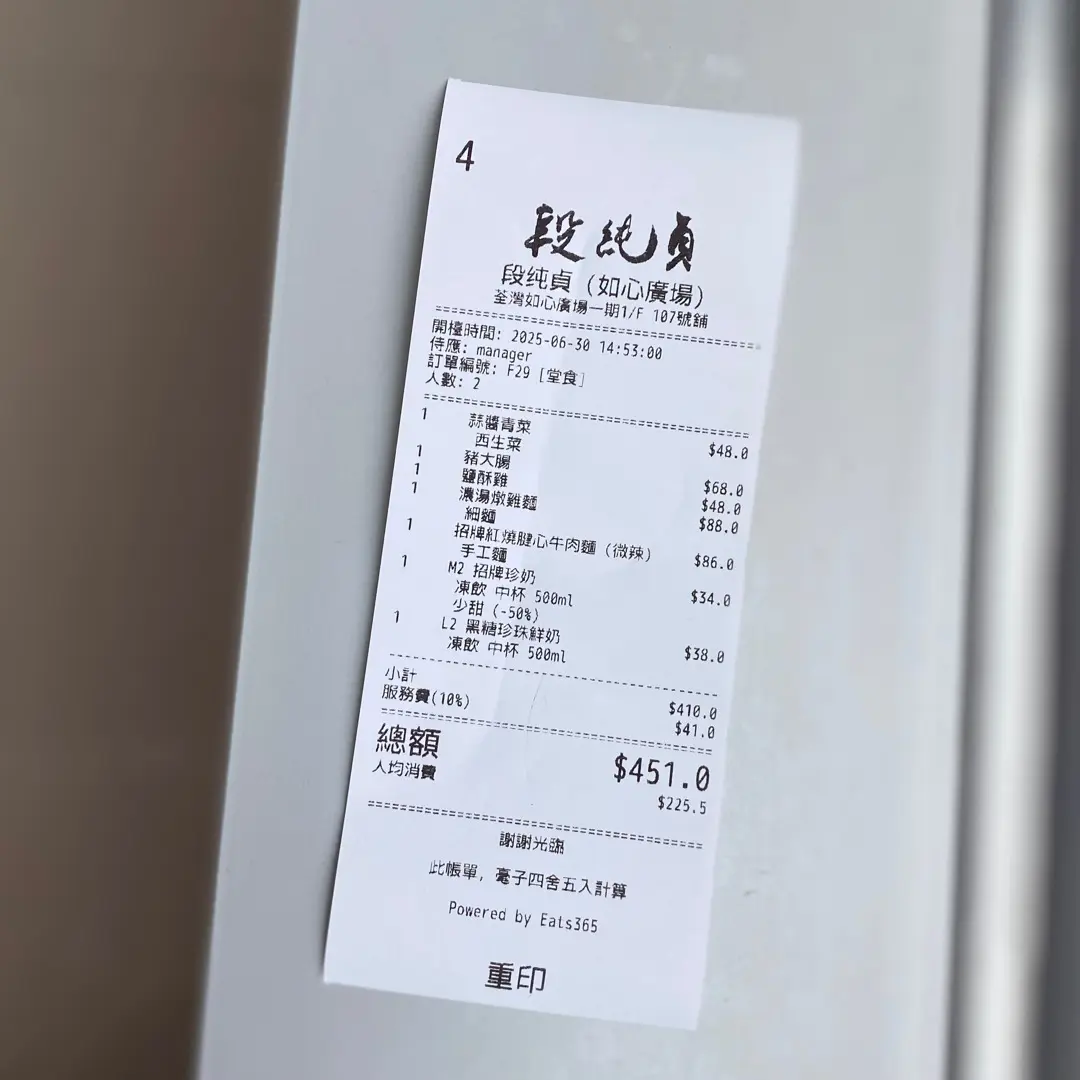 4
段純貞
段纯貞 (如心廣場)
荃灣如心廣場一期1/F 107號舖
開檯時間: 2025-06-30 14:53:00
侍應: manager
訂單編號: F29 [堂食]
人數: 2
1 蒜醬青菜 $48.0
西生菜
1 豬大腸 $68.0
1 鹽酥雞 $48.0
1 濃湯燉雞麵 $88.0
細麵
1 招牌紅燒腱心牛肉麵 (微辣) $86.0
手工麵
1 M2 招牌珍奶 $34.0
凍飲 中杯 500ml
少甜 (-50%)
1 L2 黑糖珍珠鮮奶 $38.0
凍飲 中杯 500ml
小計 $410.0
服務費(10%) $41.0
總額 $451.0
人均消費 $225.5
謝謝光臨
此帳單, 毫子四舍五入計算
Powered by Eats365
重印